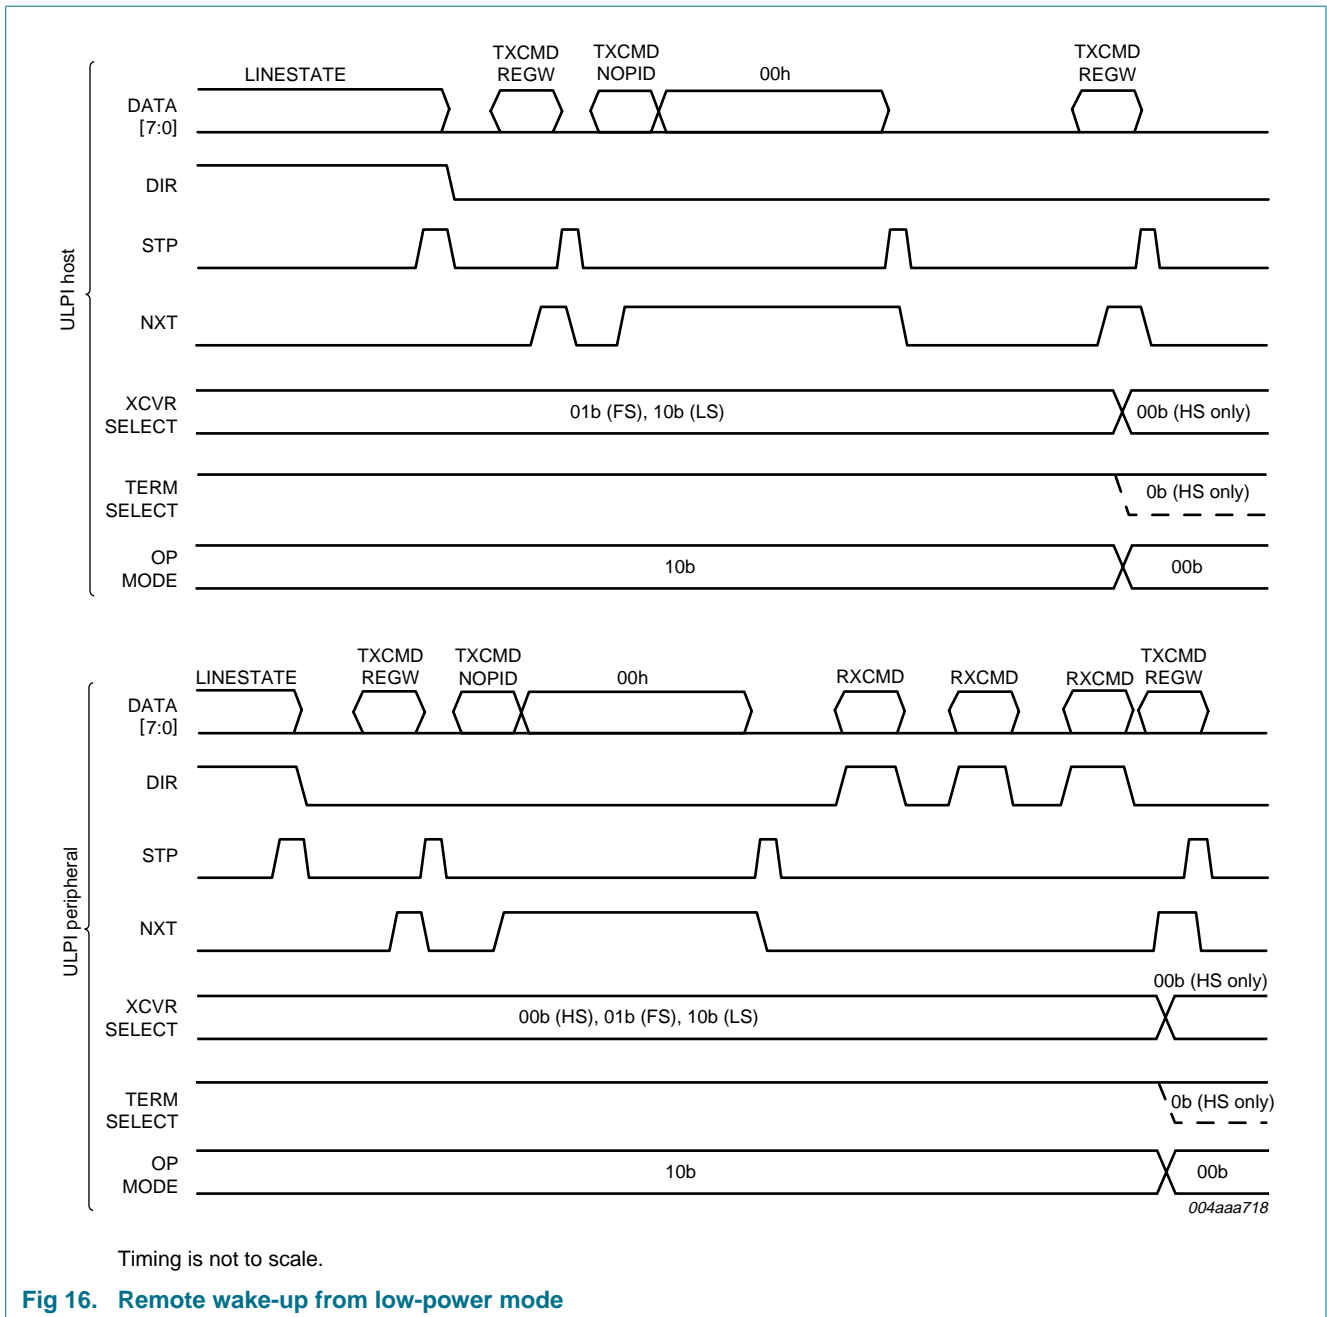 TXCMD TXCMD TXCMD
LINESTATE REGW NOPID 00h REGW
DATA
[7:0]
DIR
STP
ULPI host
NXT
XCVR
SELECT
01b (FS), 10b (LS) 00b (HS only)
TERM
SELECT
0b (HS only)
OP
MODE
10b 00b
TXCMD TXCMD TXCMD
LINESTATE REGW NOPID 00h RXCMD RXCMD RXCMD REGW
DATA
[7:0]
DIR
STP
ULPI peripheral
NXT
00b (HS only)
XCVR
SELECT
00b (HS), 01b (FS), 10b (LS)
TERM
SELECT
0b (HS only)
OP
MODE
10b 00b
004aaa718
Timing is not to scale.
Fig 16. Remote wake-up from low-power mode